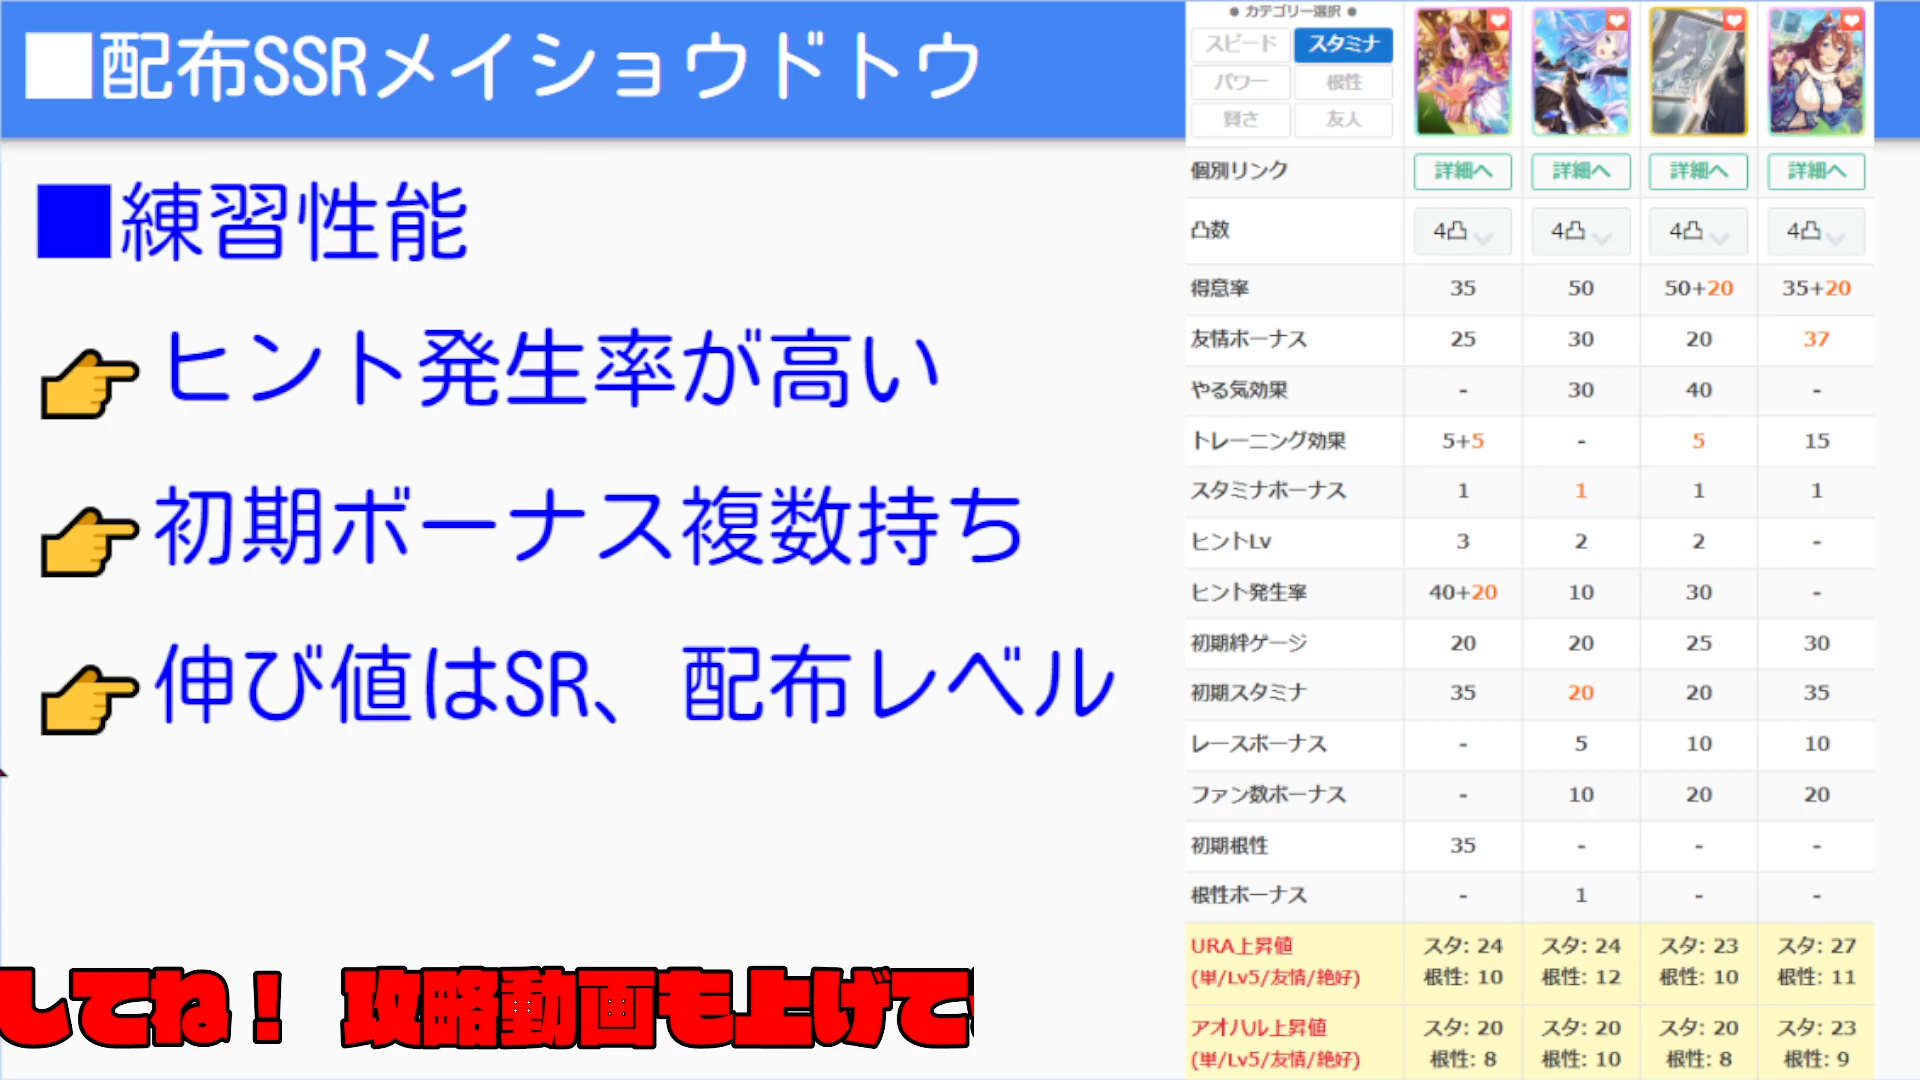 ■配布SSRメイショウドトウ
■練習性能
👉ヒント発生率が高い
👉初期ボーナス複数持ち
👉伸び値はSR、配布レベル
してね！ 攻略動画も上げて
● カテゴリー選択 ●
スピード スタミナ
パワー 根性
賢さ 友人
個別リンク 詳細へ 詳細へ 詳細へ 詳細へ
凸数 4凸 4凸 4凸 4凸
得意率 35 50 50+20 35+20
友情ボーナス 25 30 20 37
やる気効果 - 30 40 -
トレーニング効果 5+5 - 5 15
スタミナボーナス 1 1 1 1
ヒントLv 3 2 2 -
ヒント発生率 40+20 10 30 -
初期絆ゲージ 20 20 25 30
初期スタミナ 35 20 20 35
レースボーナス - 5 10 10
ファン数ボーナス - 10 20 20
初期根性 35 - - -
根性ボーナス - 1 - -
URA上昇値 スタ: 24 スタ: 24 スタ: 23 スタ: 27
(単/Lv5/友情/絶好) 根性: 10 根性: 12 根性: 10 根性: 11
アオハル上昇値 スタ: 20 スタ: 20 スタ: 20 スタ: 23
(単/Lv5/友情/絶好) 根性: 8 根性: 10 根性: 8 根性: 9